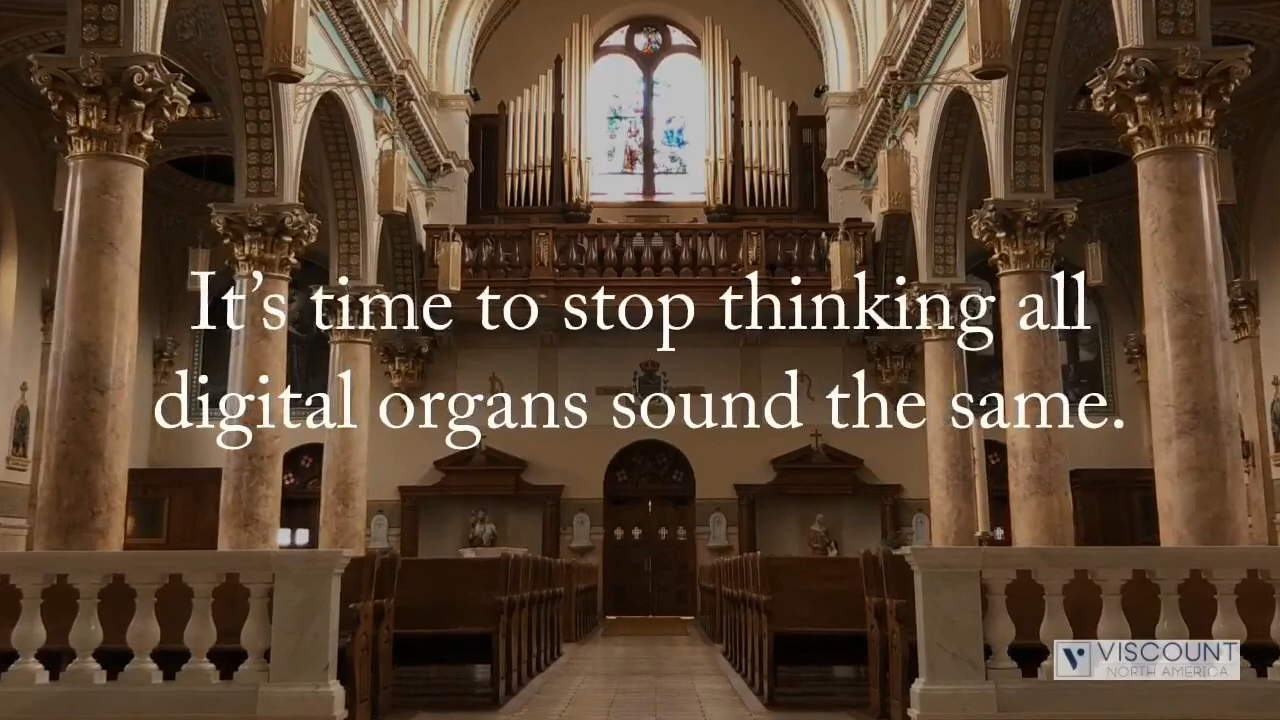 It’s time to stop thinking all
digital organs sound the same.
VISCOUNT
NORTH AMERICA